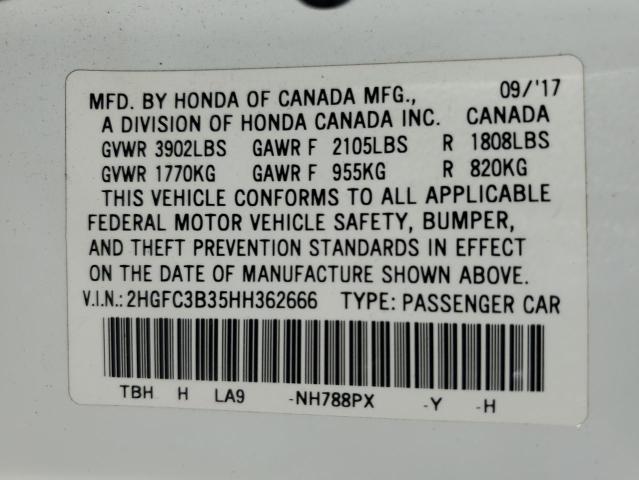 MFD. BY HONDA OF CANADA MFG., 09/'17
A DIVISION OF HONDA CANADA INC. CANADA
GVWR 3902LBS GAWR F 2105LBS R 1808LBS
GVWR 1770KG GAWR F 955KG R 820KG
THIS VEHICLE CONFORMS TO ALL APPLICABLE
FEDERAL MOTOR VEHICLE SAFETY, BUMPER,
AND THEFT PREVENTION STANDARDS IN EFFECT
ON THE DATE OF MANUFACTURE SHOWN ABOVE.
V.I.N.: 2HGFC3B35HH362666 TYPE: PASSENGER CAR
TBH H LA9 -NH788PX -Y -H